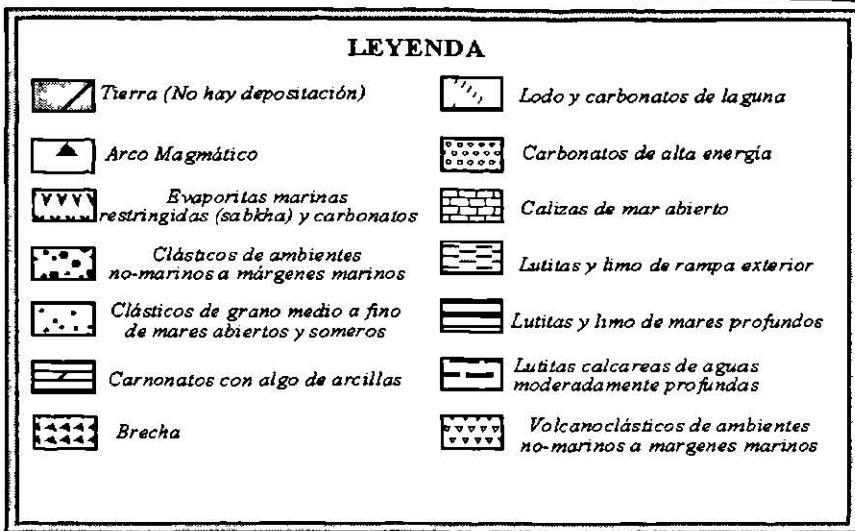 LEYENDA
Tierra (No hay depositación)
Arco Magmático
Evaporitas marinas
restringidas (sabkha) y carbonatos
Clásticos de ambientes
no-marinos a márgenes marinos
Clásticos de grano medio a fino
de mares abiertos y someros
Carnonatos con algo de arcillas
Brecha
Lodo y carbonatos de laguna
Carbonatos de alta energía
Calizas de mar abierto
Lutitas y limo de rampa exterior
Lutitas y limo de mares profundos
Lutitas calcareas de aguas
moderadamente profundas
Volcanoclásticos de ambientes
no-marinos a margenes marinos